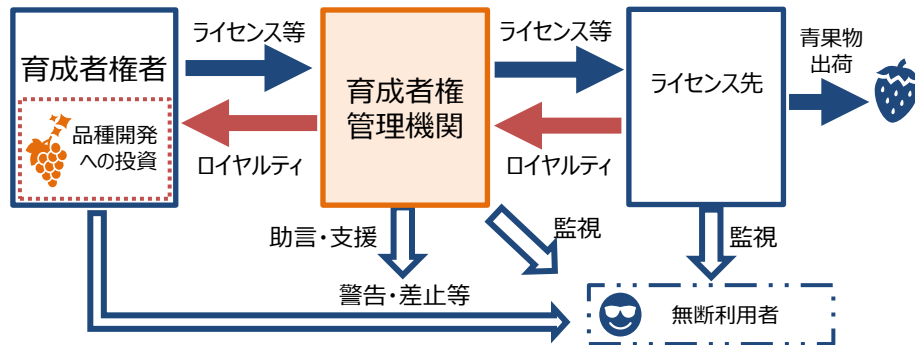 育成者権者
品種開発
への投資
ライセンス等
ロイヤルティ
育成者権
管理機関
ライセンス等
ロイヤルティ
ライセンス先
青果物
出荷
助言・支援
監視
監視
警告・差止等
無断利用者